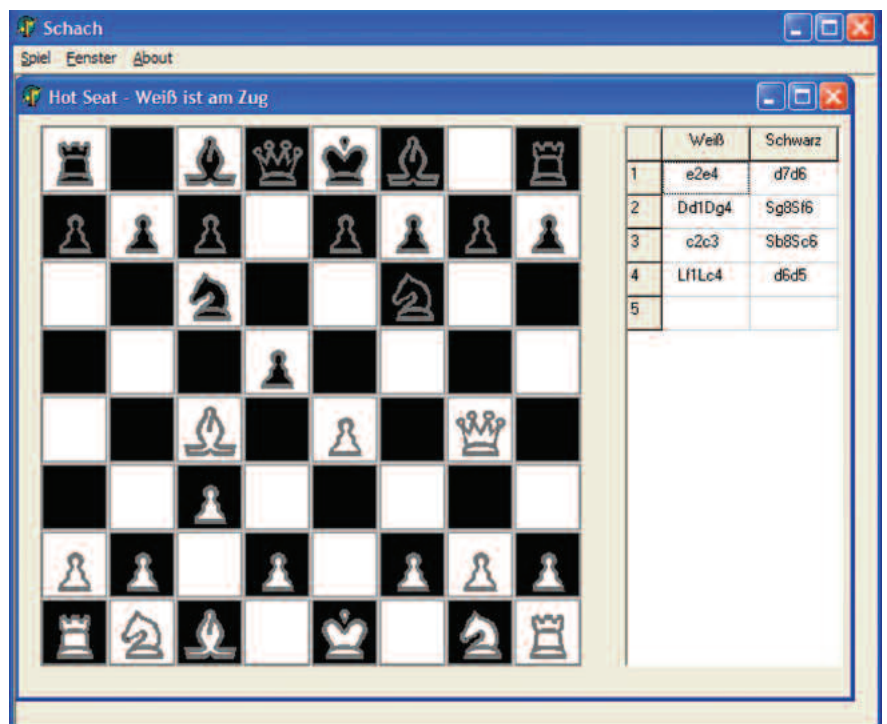 Schach
Spiel Fenster About
Hot Seat - Weiß ist am Zug
Weiß Schwarz
1 e2e4 d7d6
2 Dd1Dg4 Sg8Sf6
3 c2c3 Sb8Sc6
4 Lf1Lc4 d6d5
5